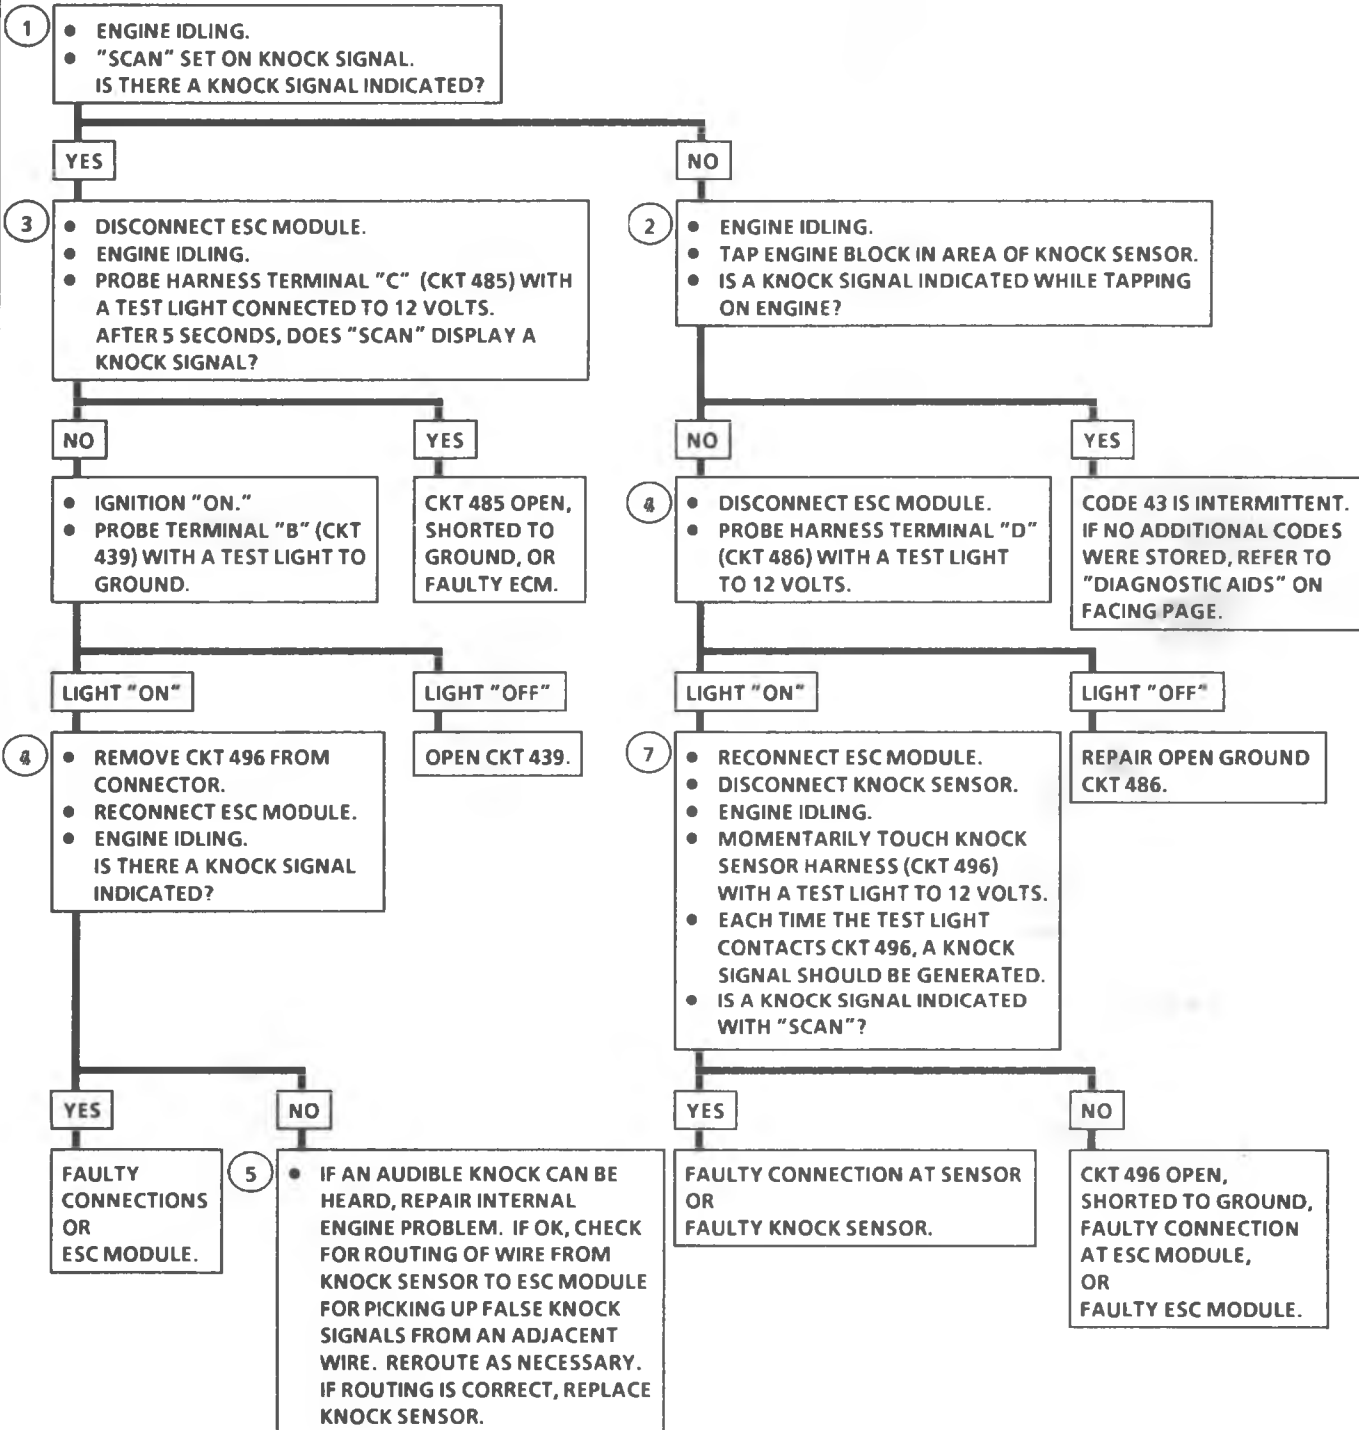 1
● ENGINE IDLING.
● "SCAN" SET ON KNOCK SIGNAL.
IS THERE A KNOCK SIGNAL INDICATED?
YES
NO
3
● DISCONNECT ESC MODULE.
● ENGINE IDLING.
● PROBE HARNESS TERMINAL "C" (CKT 485) WITH
A TEST LIGHT CONNECTED TO 12 VOLTS.
AFTER 5 SECONDS, DOES "SCAN" DISPLAY A
KNOCK SIGNAL?
2
● ENGINE IDLING.
● TAP ENGINE BLOCK IN AREA OF KNOCK SENSOR.
● IS A KNOCK SIGNAL INDICATED WHILE TAPPING
ON ENGINE?
NO
YES
NO
YES
● IGNITION "ON."
● PROBE TERMINAL "B" (CKT
439) WITH A TEST LIGHT TO
GROUND.
CKT 485 OPEN,
SHORTED TO
GROUND, OR
FAULTY ECM.
4
● DISCONNECT ESC MODULE.
● PROBE HARNESS TERMINAL "D"
(CKT 486) WITH A TEST LIGHT
TO 12 VOLTS.
CODE 43 IS INTERMITTENT.
IF NO ADDITIONAL CODES
WERE STORED, REFER TO
"DIAGNOSTIC AIDS" ON
FACING PAGE.
LIGHT "ON"
LIGHT "OFF"
LIGHT "ON"
LIGHT "OFF"
4
● REMOVE CKT 496 FROM
CONNECTOR.
● RECONNECT ESC MODULE.
● ENGINE IDLING.
IS THERE A KNOCK SIGNAL
INDICATED?
OPEN CKT 439.
7
● RECONNECT ESC MODULE.
● DISCONNECT KNOCK SENSOR.
● ENGINE IDLING.
● MOMENTARILY TOUCH KNOCK
SENSOR HARNESS (CKT 496)
WITH A TEST LIGHT TO 12 VOLTS.
● EACH TIME THE TEST LIGHT
CONTACTS CKT 496, A KNOCK
SIGNAL SHOULD BE GENERATED.
● IS A KNOCK SIGNAL INDICATED
WITH "SCAN"?
REPAIR OPEN GROUND
CKT 486.
YES
NO
YES
NO
FAULTY
CONNECTIONS
OR
ESC MODULE.
5
● IF AN AUDIBLE KNOCK CAN BE
HEARD, REPAIR INTERNAL
ENGINE PROBLEM. IF OK, CHECK
FOR ROUTING OF WIRE FROM
KNOCK SENSOR TO ESC MODULE
FOR PICKING UP FALSE KNOCK
SIGNALS FROM AN ADJACENT
WIRE. REROUTE AS NECESSARY.
IF ROUTING IS CORRECT, REPLACE
KNOCK SENSOR.
FAULTY CONNECTION AT SENSOR
OR
FAULTY KNOCK SENSOR.
CKT 496 OPEN,
SHORTED TO GROUND,
FAULTY CONNECTION
AT ESC MODULE,
OR
FAULTY ESC MODULE.